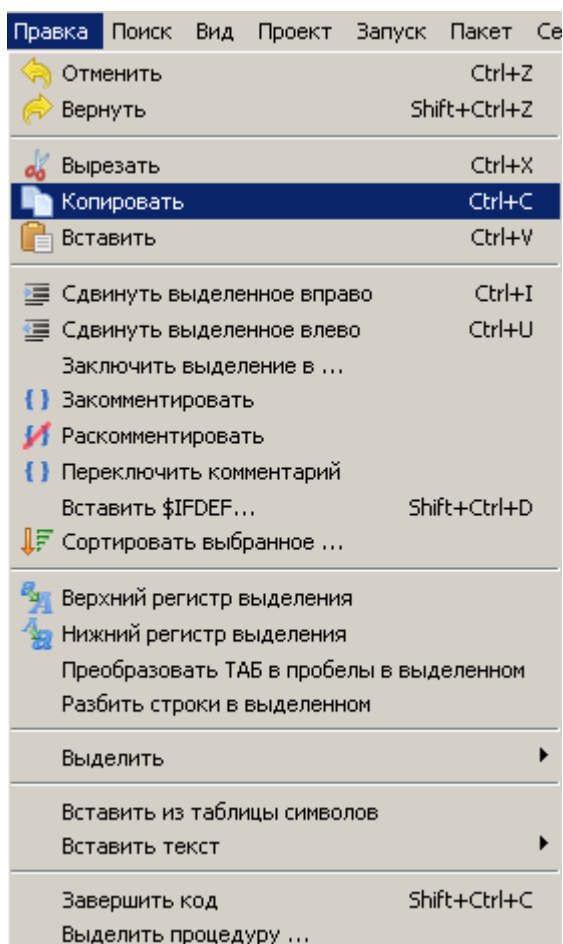 Правка Поиск Вид Проект Запуск Пакет Се
Отменить Ctrl+Z
Вернуть Shift+Ctrl+Z
Вырезать Ctrl+X
Копировать Ctrl+C
Вставить Ctrl+V
Сдвинуть выделенное вправо Ctrl+I
Сдвинуть выделенное влево Ctrl+U
Заключить выделение в ...
Закомментировать
Раскомментировать
Переключить комментарий
Вставить $IFDEF... Shift+Ctrl+D
Сортировать выбранное ...
Верхний регистр выделения
Нижний регистр выделения
Преобразовать ТАБ в пробелы в выделенном
Разбить строки в выделенном
Выделить
Вставить из таблицы символов
Вставить текст
Завершить код Shift+Ctrl+C
Выделить процедуру ...